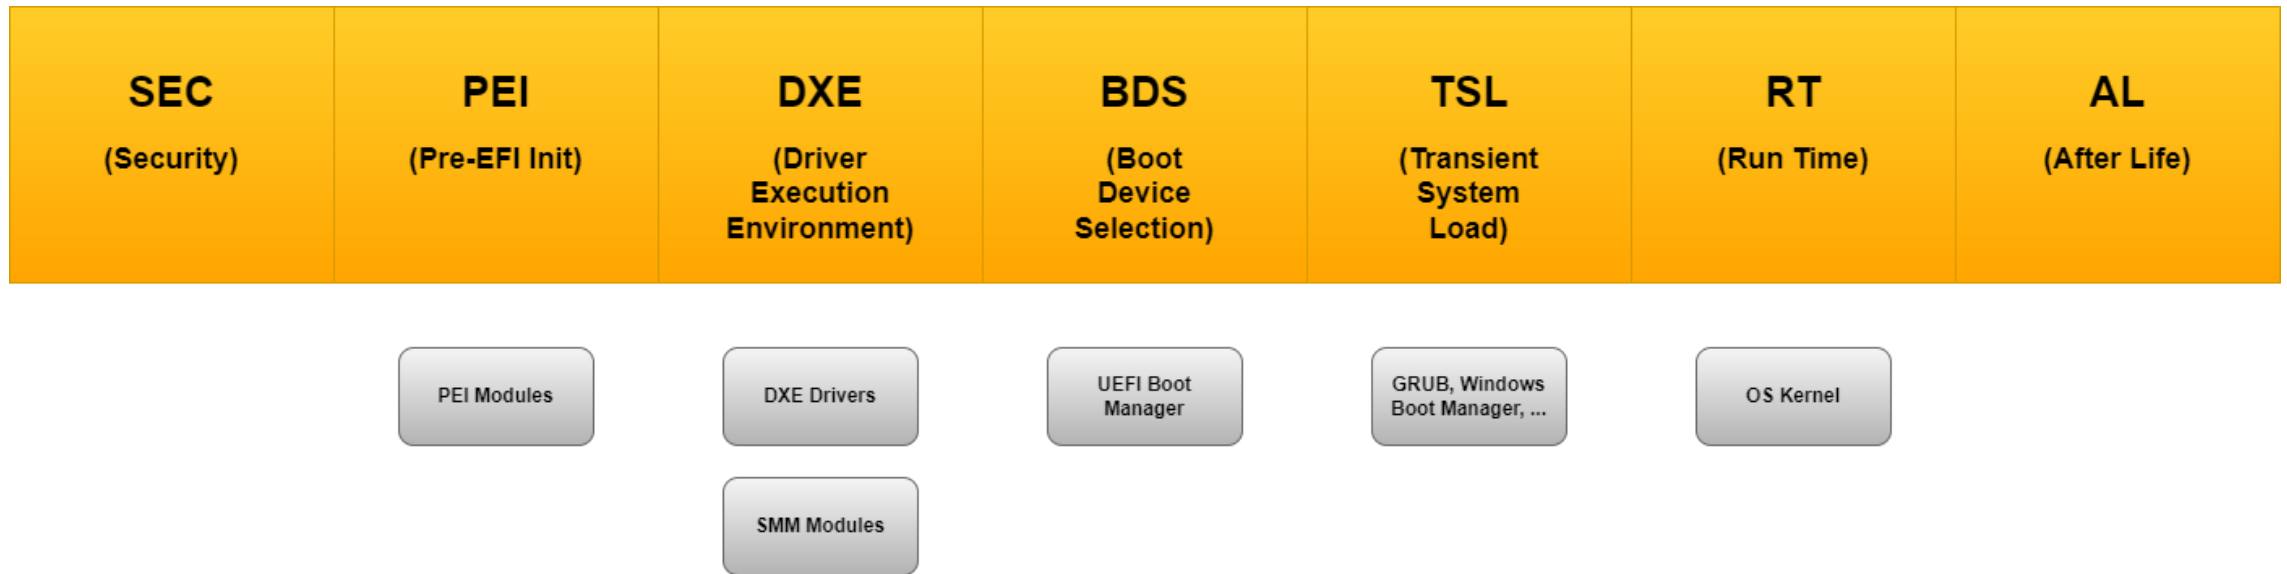 SEC
(Security)
PEI
(Pre-EFI Init)
DXE
(Driver
Execution
Environment)
BDS
(Boot
Device
Selection)
TSL
(Transient
System
Load)
RT
(Run Time)
AL
(After Life)
PEI Modules
DXE Drivers
UEFI Boot
Manager
GRUB, Windows
Boot Manager, ...
OS Kernel
SMM Modules